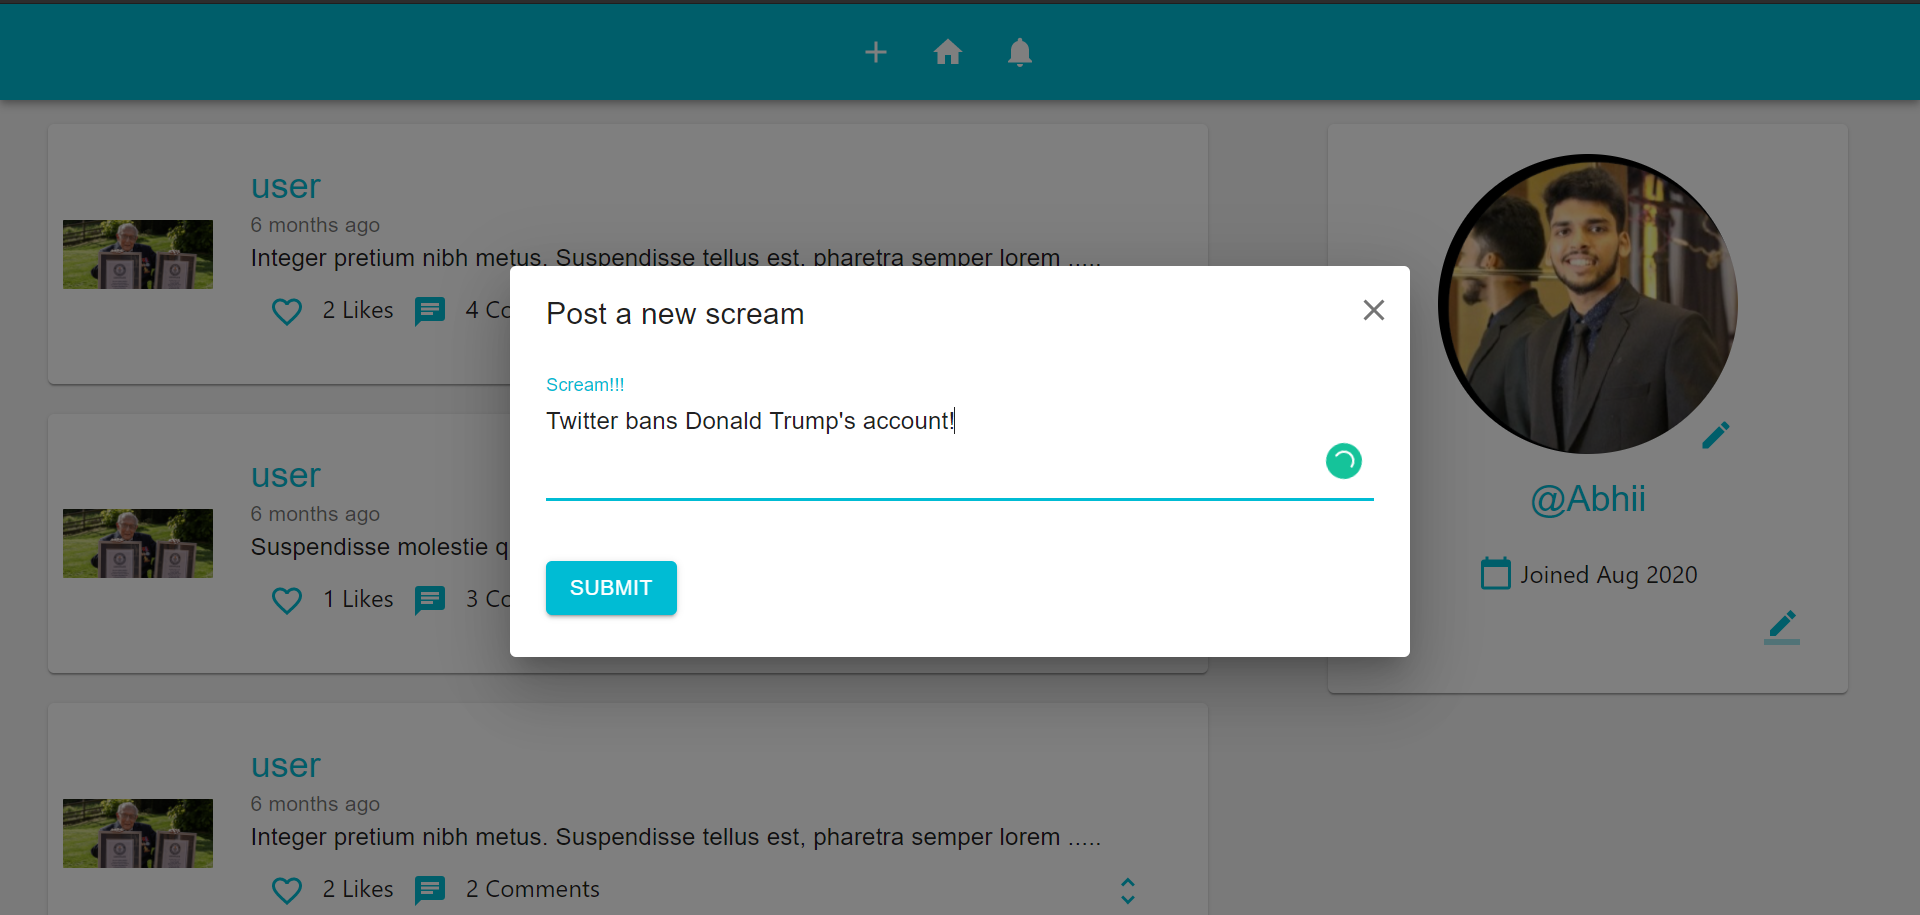 user
6 months ago
Integer pretium nibh metus. Suspendisse tellus est, pharetra semper lorem .....
2 Likes
4 Co
user
6 months ago
Suspendisse molestie q
1 Likes
3 Co
user
6 months ago
Integer pretium nibh metus. Suspendisse tellus est, pharetra semper lorem .....
2 Likes
2 Comments
Post a new scream
Scream!!!
Twitter bans Donald Trump's account!
SUBMIT
@Abhii
Joined Aug 2020